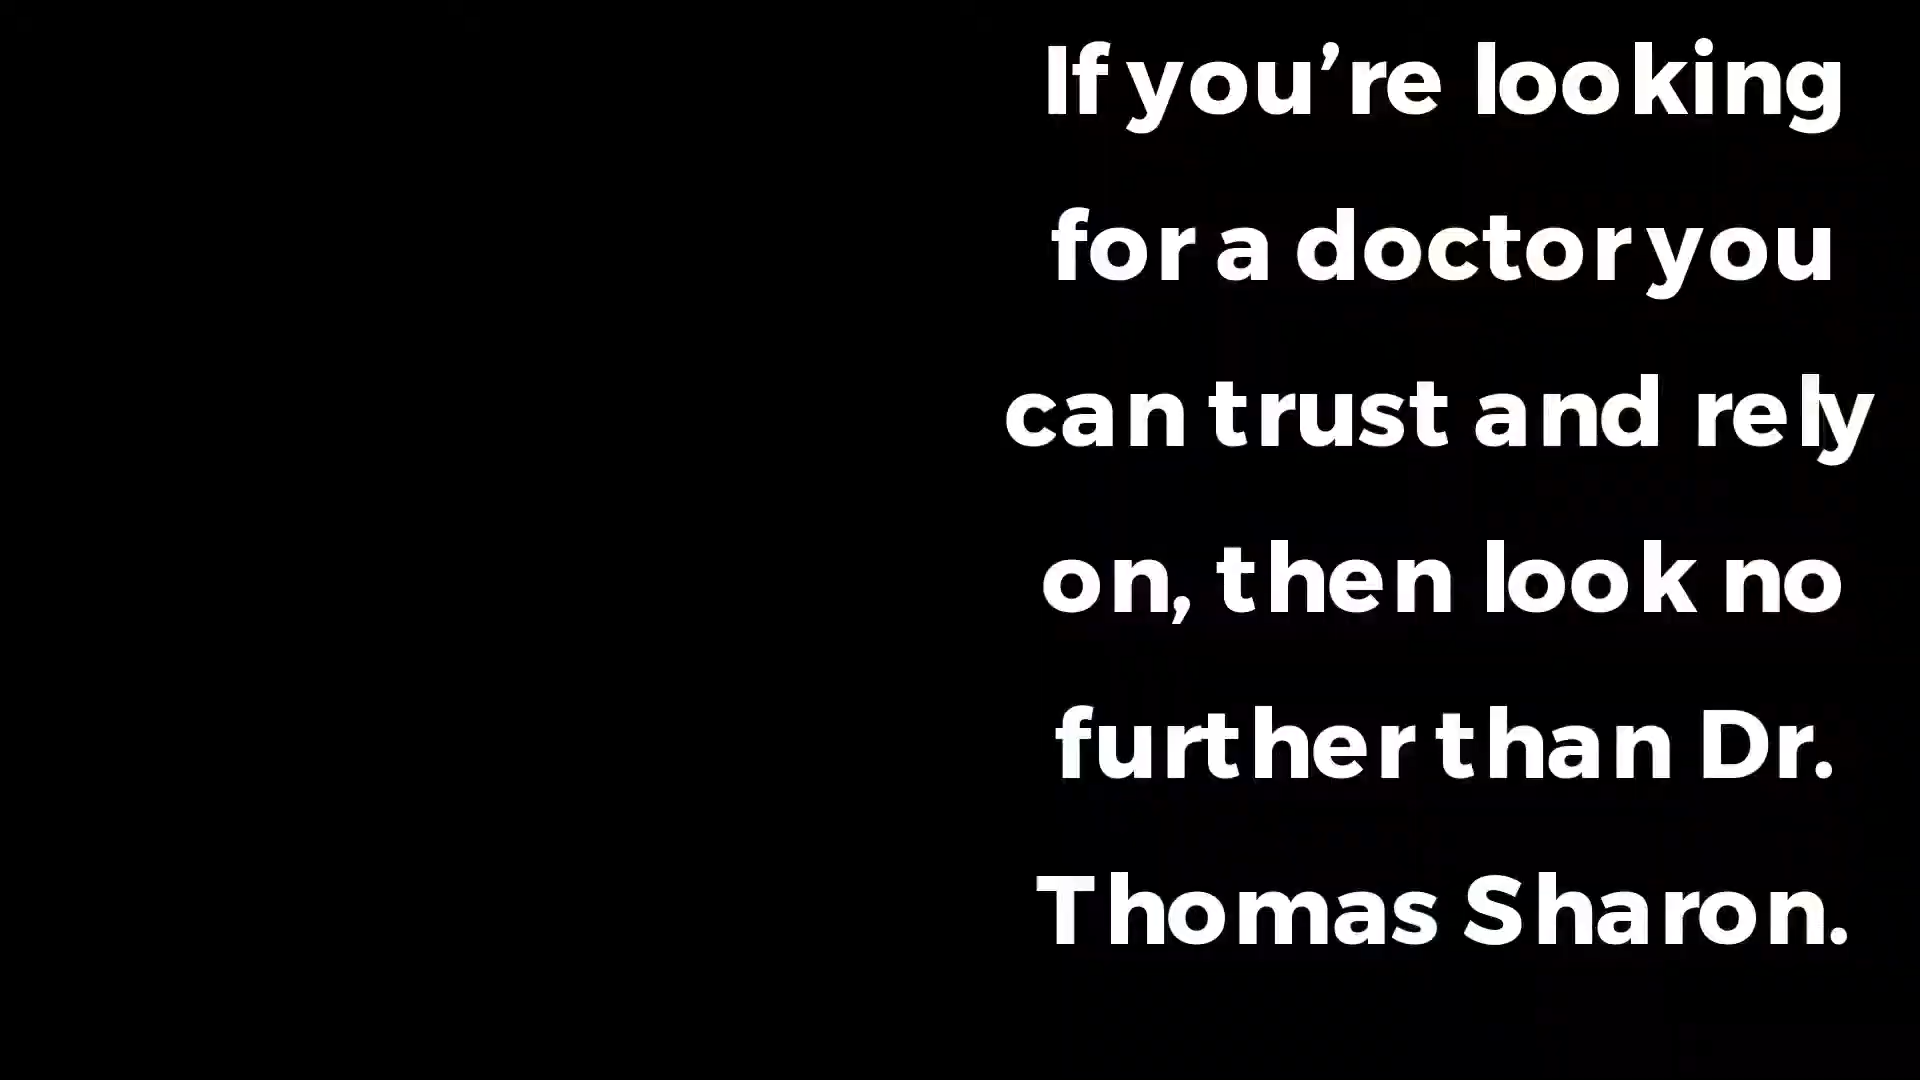 If you’re looking
for a doctor you
can trust and rely
on, then look no
further than Dr.
Thomas Sharon.